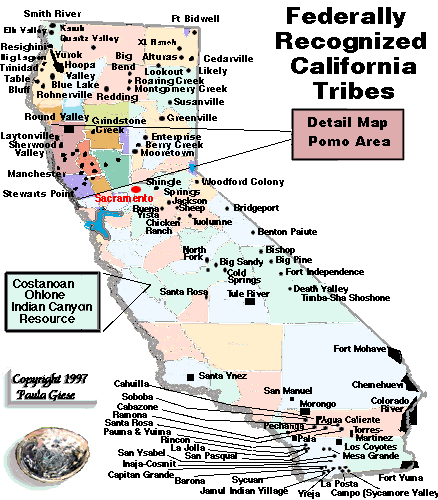 Federally
Recognized
California
Tribes
Smith River
Ft Bidwell
Elk Valley
Karuk
Quartz Valley
XL Ranch
Resighini
Yurok
Big
Alturas
Cedarville
Big Lag
Hoopa
Bend
Trinidad
Valley
Lookout
Likely
Table
Roaring Creek
Bluff
Blue Lake
Montgomery Creek
Rohnerville
Redding
Susanville
Round Valley
Grindstone
Creek
Greenville
Detail Map
Pomo Area
Laytonville
Enterprise
Sherwood
Valley
Berry Creek
Mooretown
Manchester
Shingle
Springs
Woodford Colony
Stewarts Point
Sacramento
Jackson
Buena
Vista
Sheep
Bridgeport
Chicken
Ranch
Tuolunne
Benton Paiute
North
Fork
Bishop
Big Sandy
Big Pine
Cold
Springs
Fort Independence
Costanoan
Ohlone
Indian Canyon
Resource
Santa Rosa
Tule River
Death Valley
Timba-Sha Shoshone
Fort Mohave
Copyright 1997
Paula Giese
Santa Ynez
Chemehuevi
Cahuilla
San Manuel
Colorado
River
Soboba
Morongo
Cabazone
Ramona
Agua Caliente
Santa Rosa
Pechanga
Torres-
Martinez
Pauna & Yuina
Pala
Rincon
Los Coyotes
La Jolla
Mesa Grande
San Ysabel
San Pasqual
Inaja-Cosnit
Capitan Grande
Sycuan
La Posta
Fort Yuma
Barona
Jamul Indian Village
Vieja
Campo (Sycamore Valley)